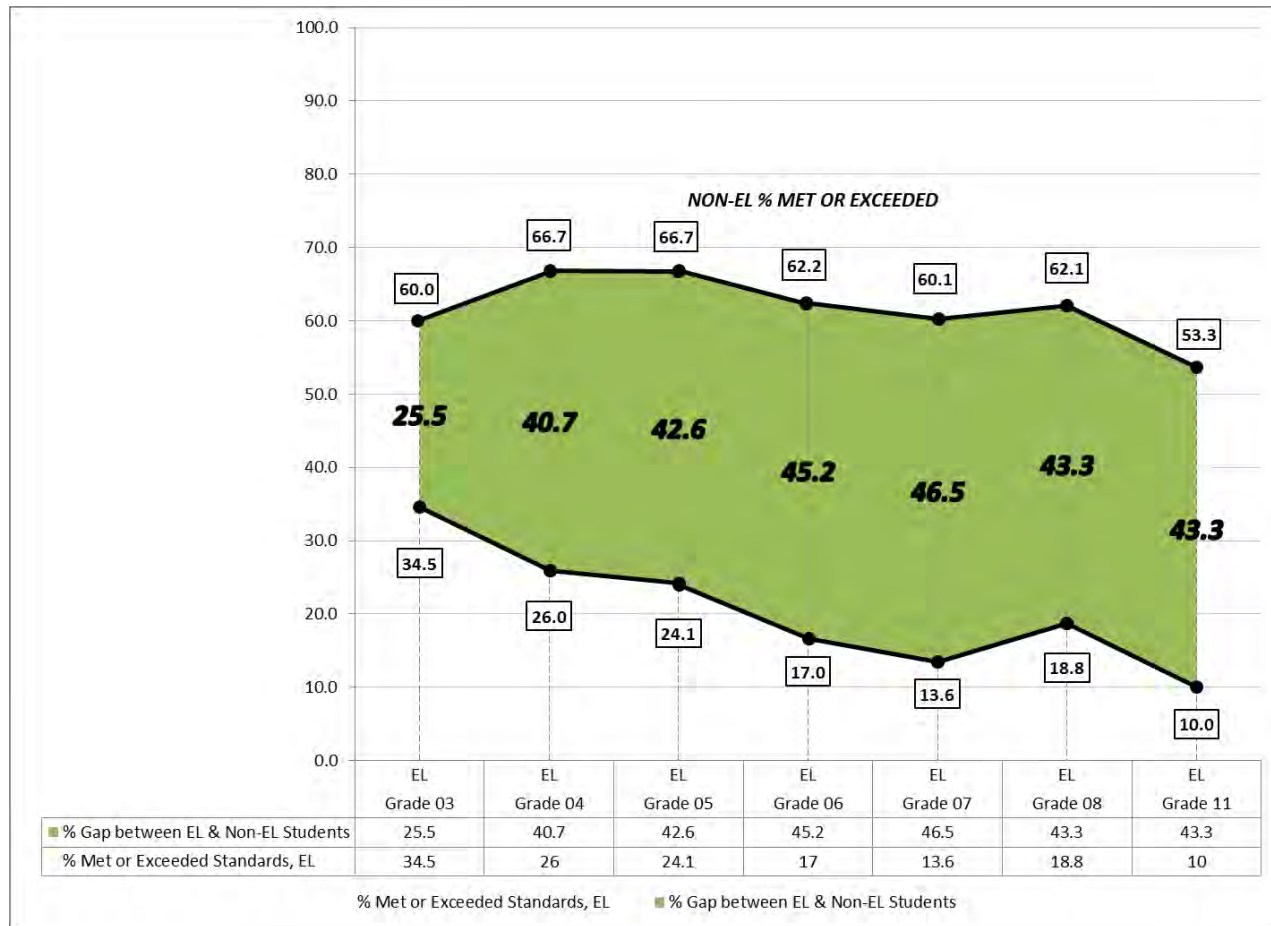 100.0
90.0
80.0
NON-EL % MET OR EXCEEDED
70.0
66.7 66.7 62.2 60.1 62.1
60.0
60.0
53.3
50.0
25.5 40.7 42.6 45.2 46.5 43.3 43.3
40.0
30.0
34.5
26.0 24.1 17.0 13.6 18.8 10.0
20.0
10.0
0.0
EL EL EL EL EL EL EL
Grade 03 Grade 04 Grade 05 Grade 06 Grade 07 Grade 08 Grade 11
% Gap between EL & Non-EL Students 25.5 40.7 42.6 45.2 46.5 43.3 43.3
% Met or Exceeded Standards, EL 34.5 26 24.1 17 13.6 18.8 10
% Met or Exceeded Standards, EL % Gap between EL & Non-EL Students